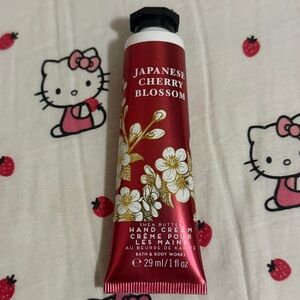 JAPANESE
CHERRY
BLOSSOM
SHEA BUTTER
HAND CREAM
CRÈME POUR
LES MAINS
AU BEURRE DE KARITÉ
BATH & BODY WORKS
℮ 29 ml / 1 fl oz